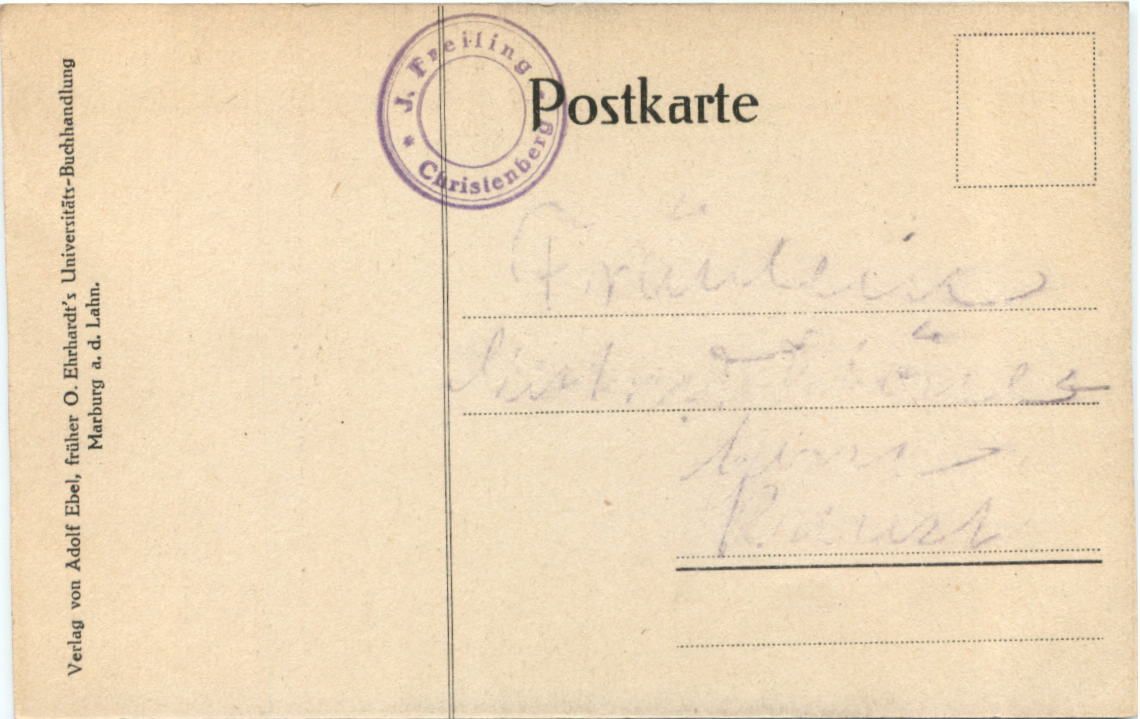 Verlag von Adolf Ebel, früher O. Ehrhardt's Universitäts-Buchhandlung
Marburg a. d. Lahn.
J. Freiling
* Christenberg
Postkarte
Fräulein